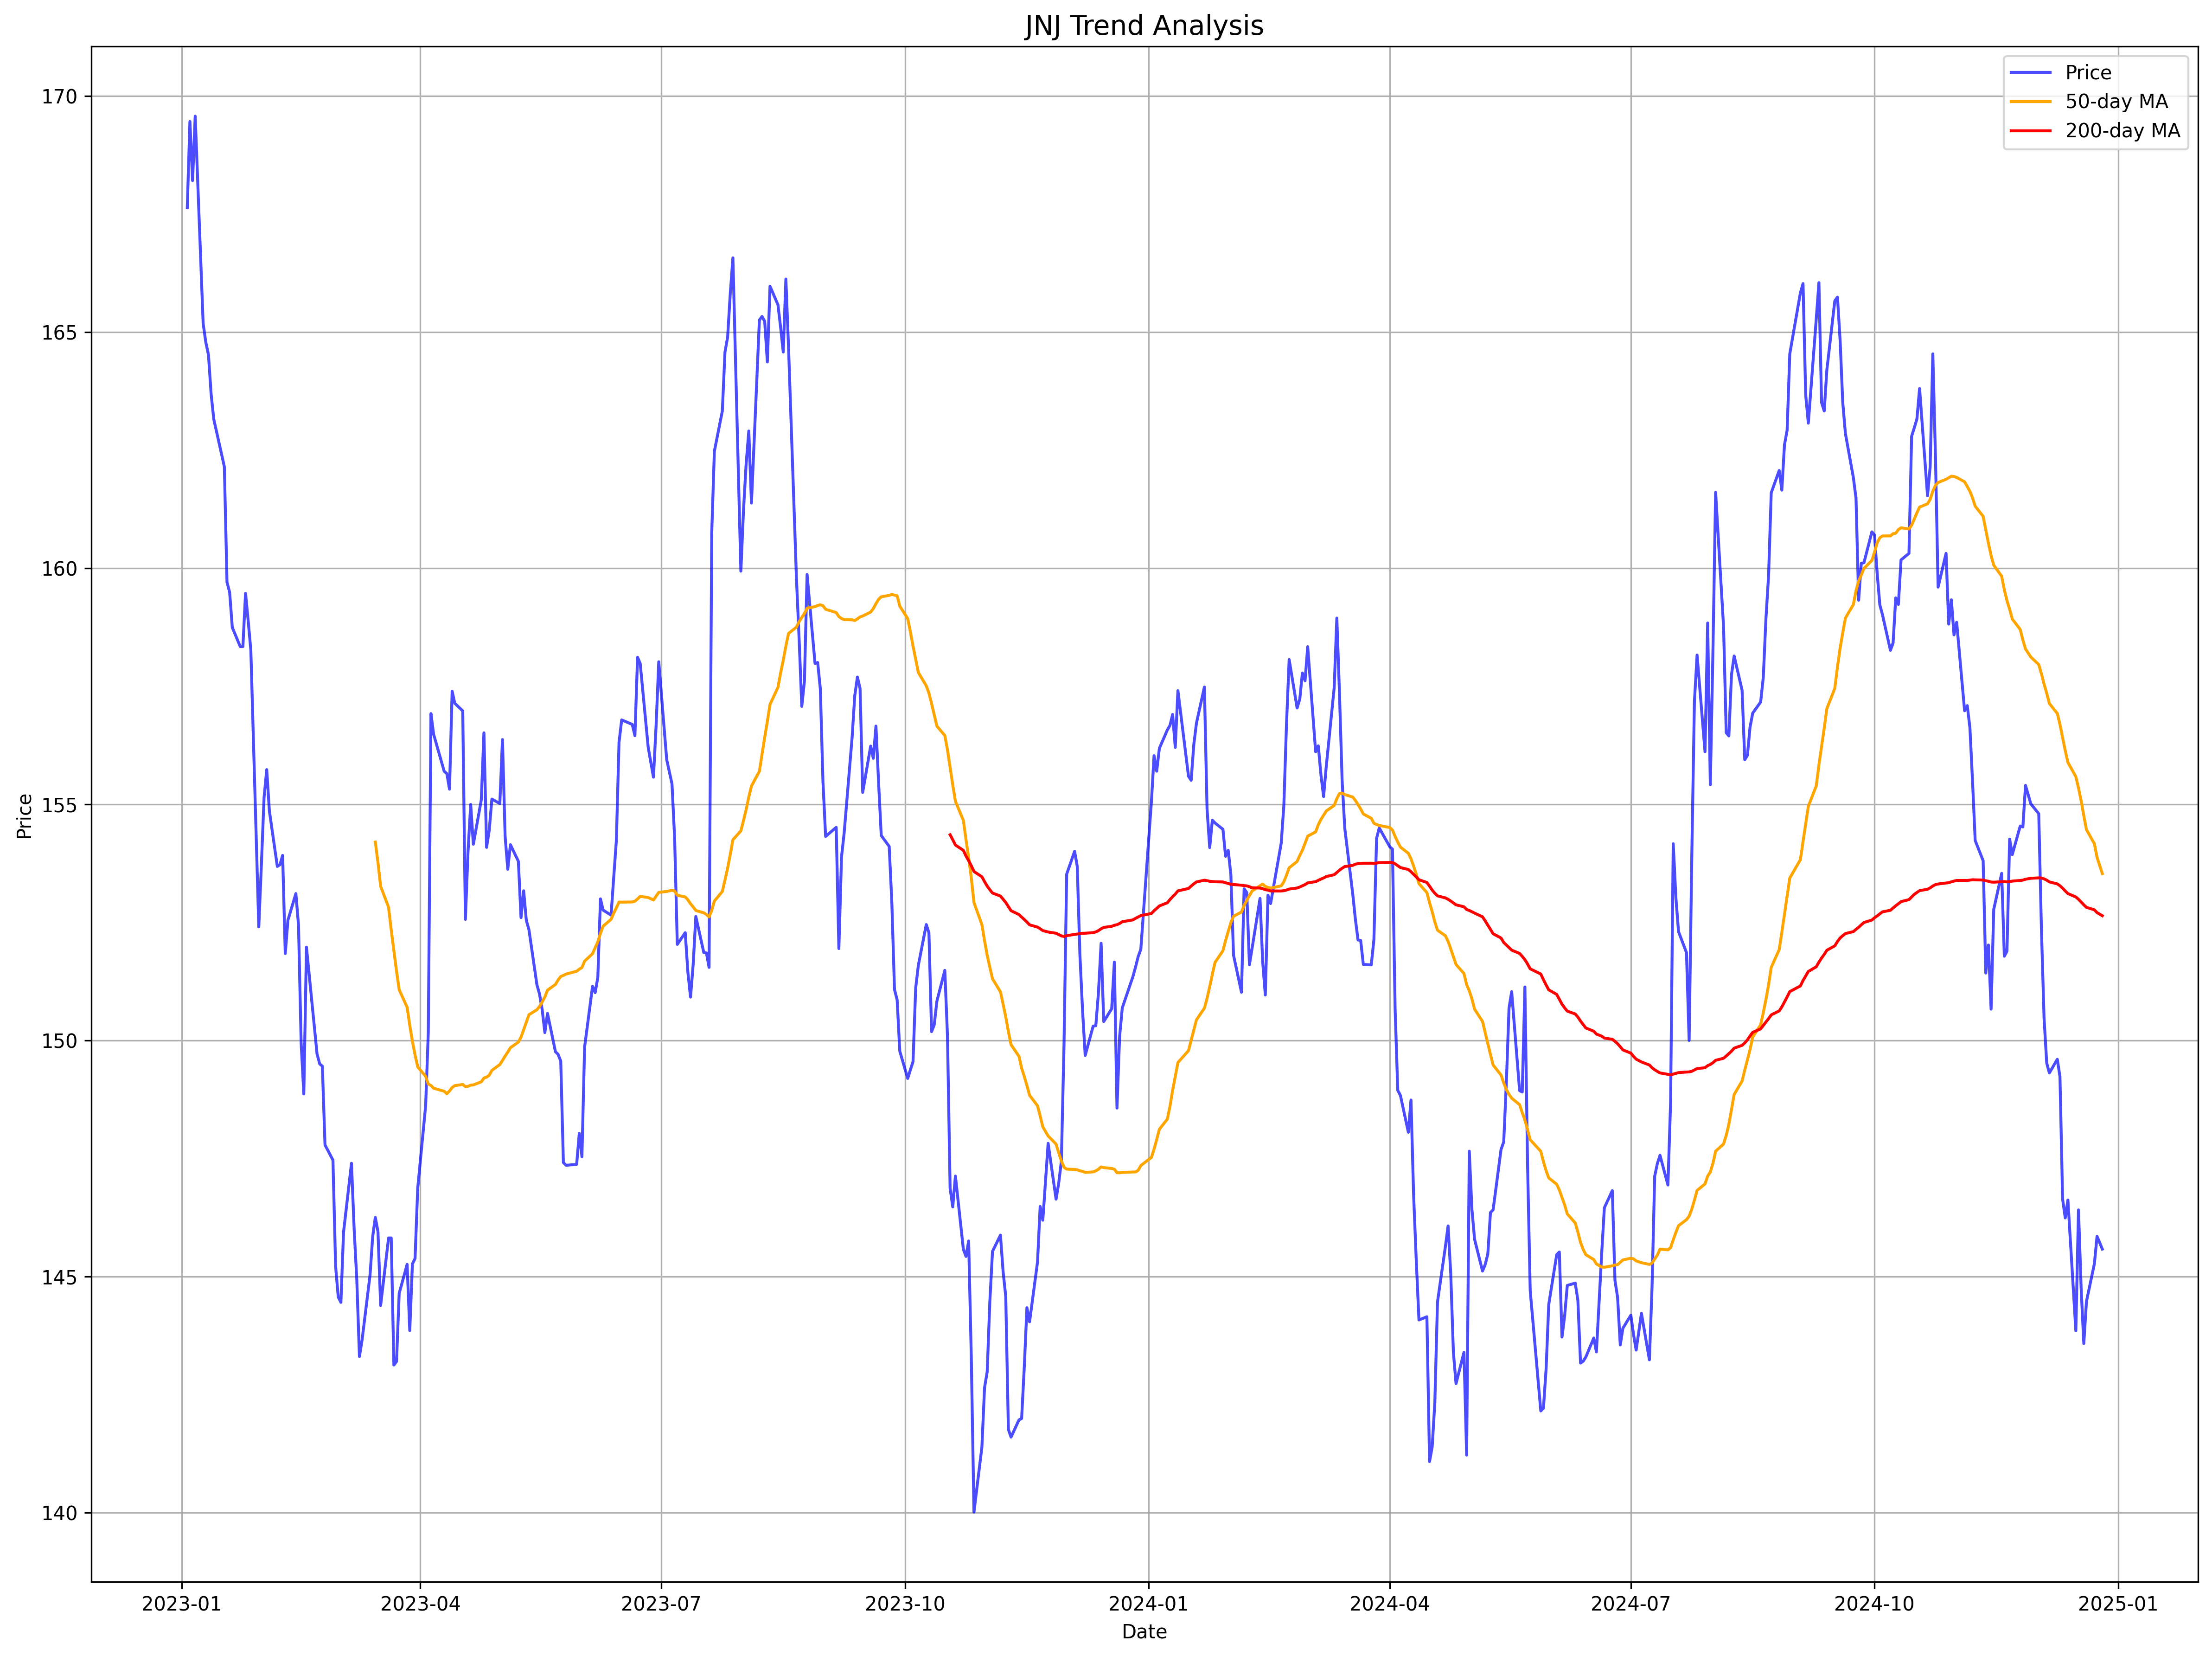 JNJ Trend Analysis
Price
50-day MA
200-day MA
170
165
160
155
150
145
140
Price
2023-01
2023-04
2023-07
2023-10
2024-01
2024-04
2024-07
2024-10
2025-01
Date